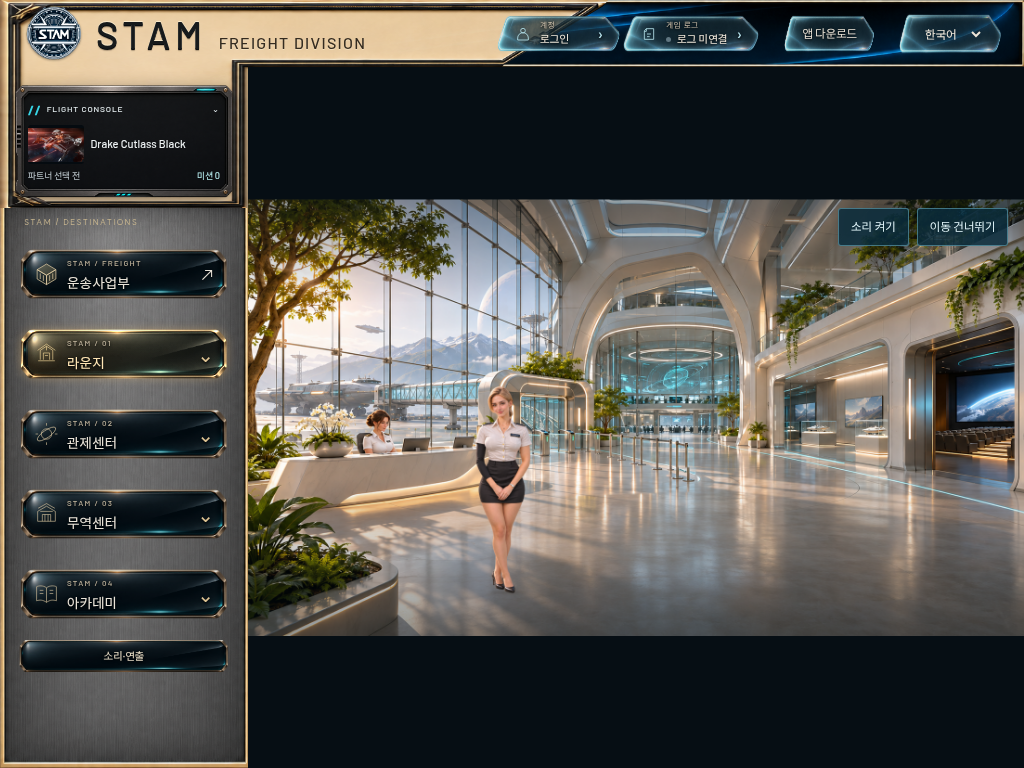 STAM
STAM
FREIGHT DIVISION
계정
로그인
게임 로그
로그 미연결
앱 다운로드
한국어
// FLIGHT CONSOLE
Drake Cutlass Black
파트너 선택 전
미션 0
STAM / DESTINATIONS
STAM / FREIGHT
운송사업부
STAM / 01
라운지
STAM / 02
관제센터
STAM / 03
무역센터
STAM / 04
아카데미
소리·연출
소리 켜기
이동 건너뛰기